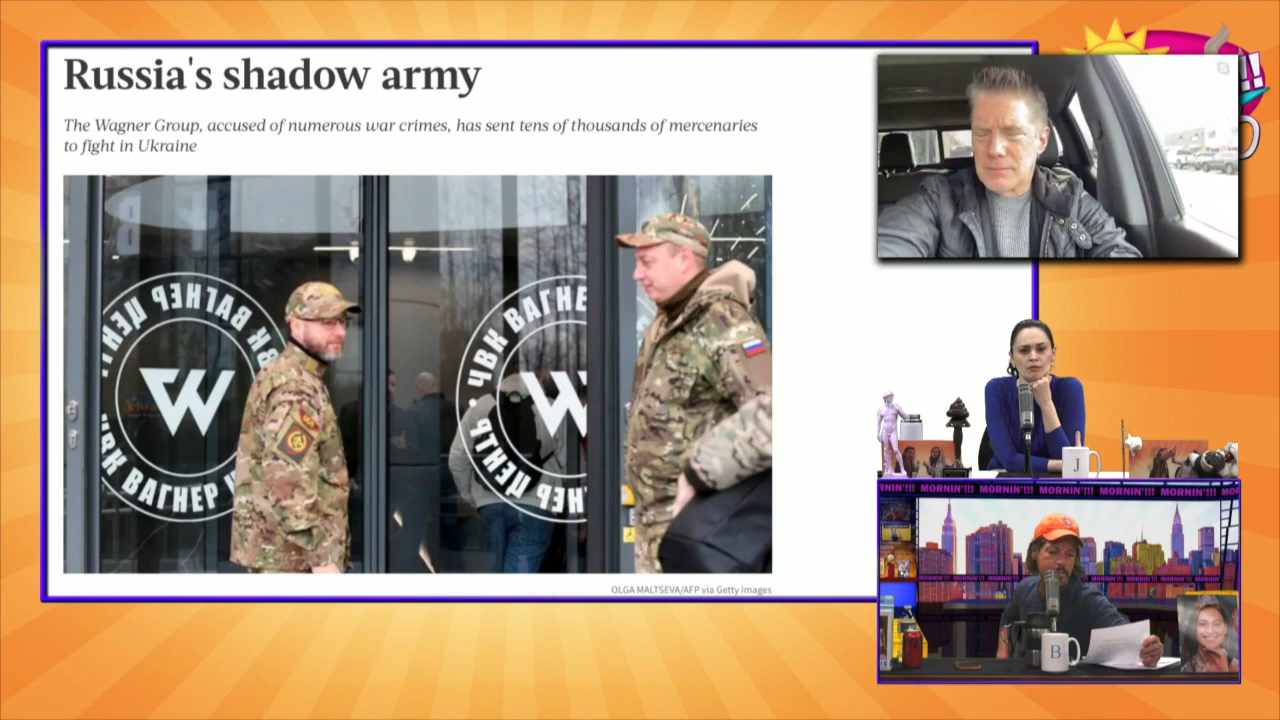 Russia's shadow army
The Wagner Group, accused of numerous war crimes, has sent tens of thousands of mercenaries
to fight in Ukraine
ЧВК ВАГНЕР ЦЕНТР
W
ЧВК ВАГНЕ
ЦЕНТР
W
OLGA MALTSEVA/AFP via Getty Images
!!
J
MORNIN'!!! MORNIN'!!! MORNIN'!!! MORNIN'!!! MORNIN'!!!
B